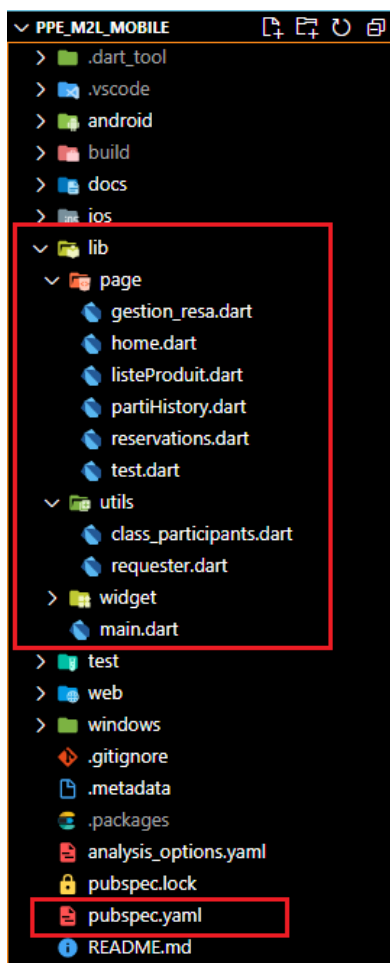 PPE_M2L_MOBILE
.dart_tool
.vscode
android
build
docs
ios
lib
page
gestion_resa.dart
home.dart
listeProduit.dart
partiHistory.dart
reservations.dart
test.dart
utils
class_participants.dart
requester.dart
widget
main.dart
test
web
windows
.gitignore
.metadata
.packages
analysis_options.yaml
pubspec.lock
pubspec.yaml
README.md